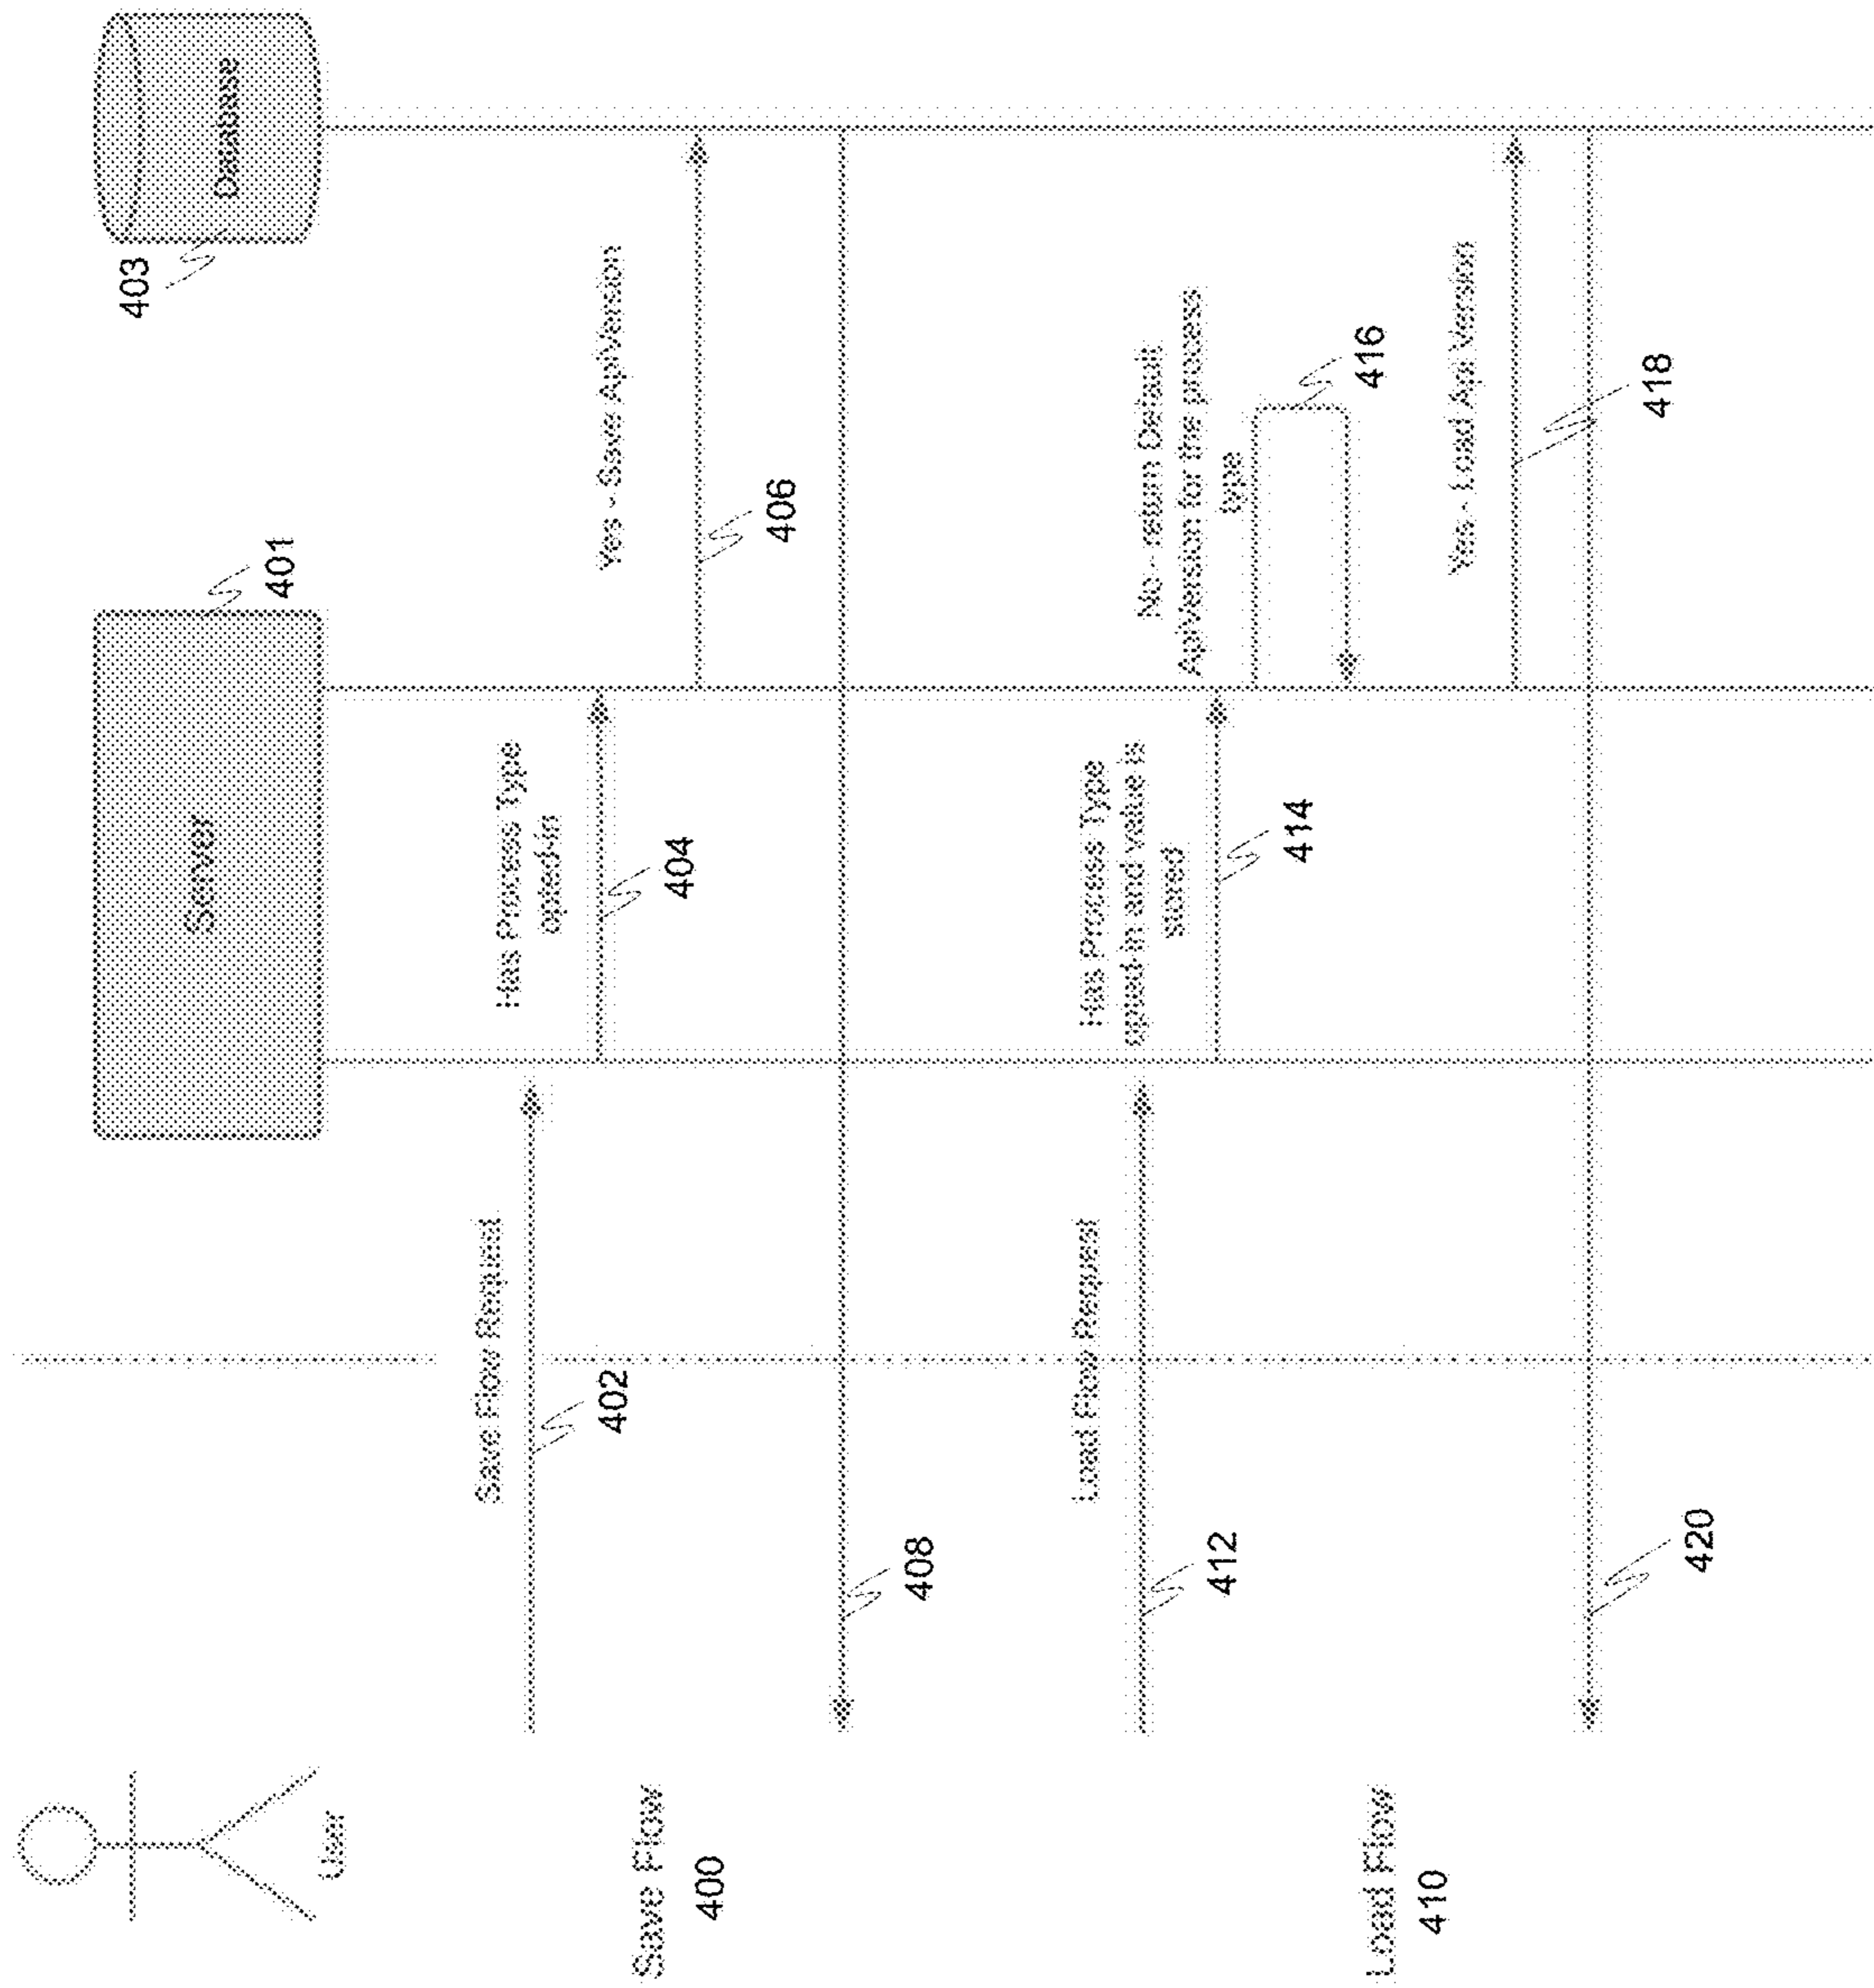 User
Server
401
Database
403
Save Flow
400
Save Flow Request
402
Has Process Type
opted-in
404
Yes - Save ApiVersion
406
408
Load Flow
410
Load Flow Request
412
Has Process Type
opted-in and value is
stored
414
No - return Default
ApiVersion for the process
type
416
Yes - Load Api Version
418
420